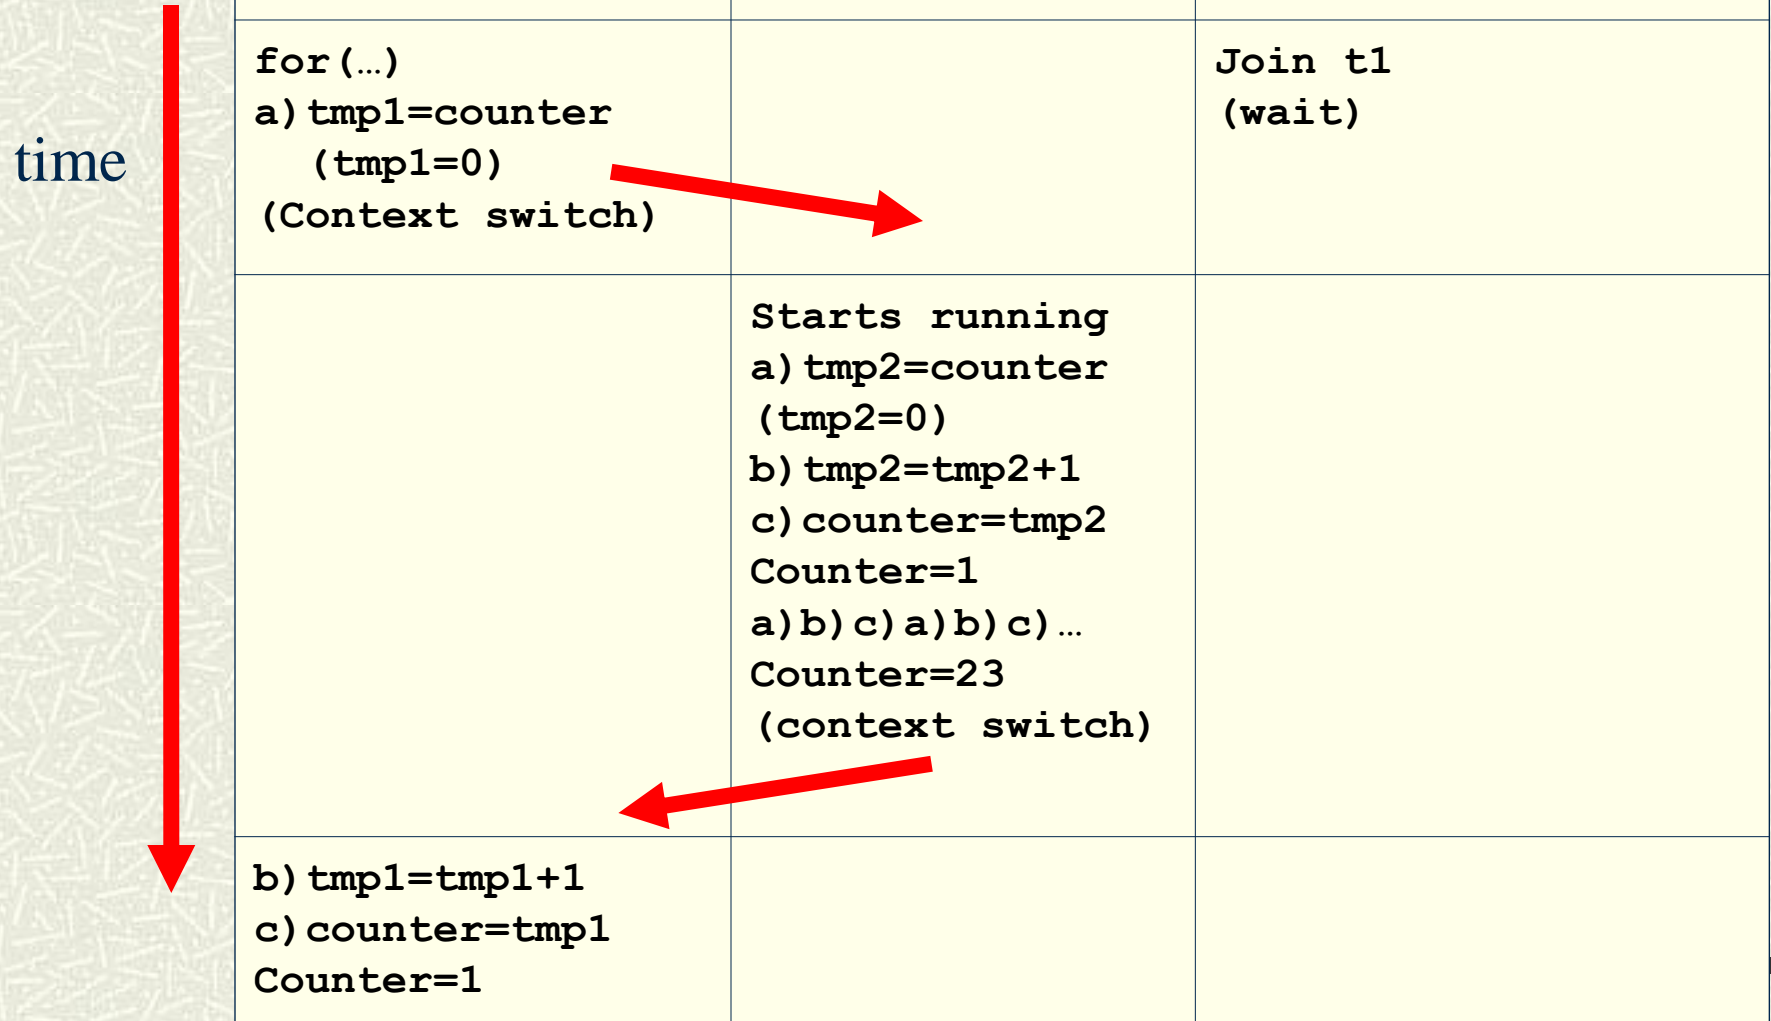 time
for(…)
a)tmp1=counter
(tmp1=0)
(Context switch)
Join t1
(wait)
Starts running
a)tmp2=counter
(tmp2=0)
b)tmp2=tmp2+1
c)counter=tmp2
Counter=1
a)b)c)a)b)c)…
Counter=23
(context switch)
b)tmp1=tmp1+1
c)counter=tmp1
Counter=1